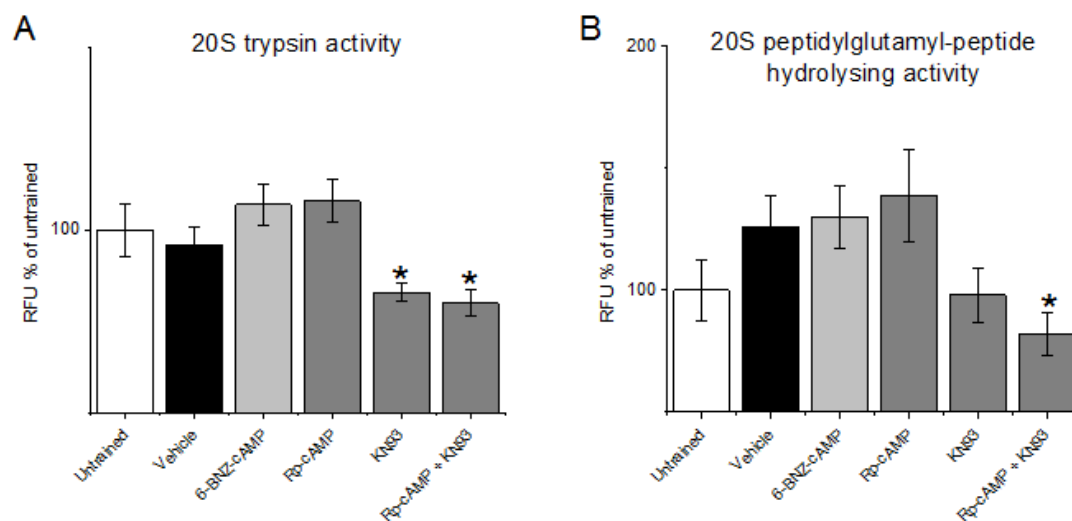 A
20S trypsin activity
RFU % of untrained
100
*
*
Untrained
Vehicle
6-BNZ-cAMP
Rp-cAMP
KN93
Rp-cAMP + KN93
B
20S peptidylglutamyl-peptide
hydrolysing activity
RFU % of untrained
200
100
*
Untrained
Vehicle
6-BNZ-cAMP
Rp-cAMP
KN93
Rp-cAMP + KN93